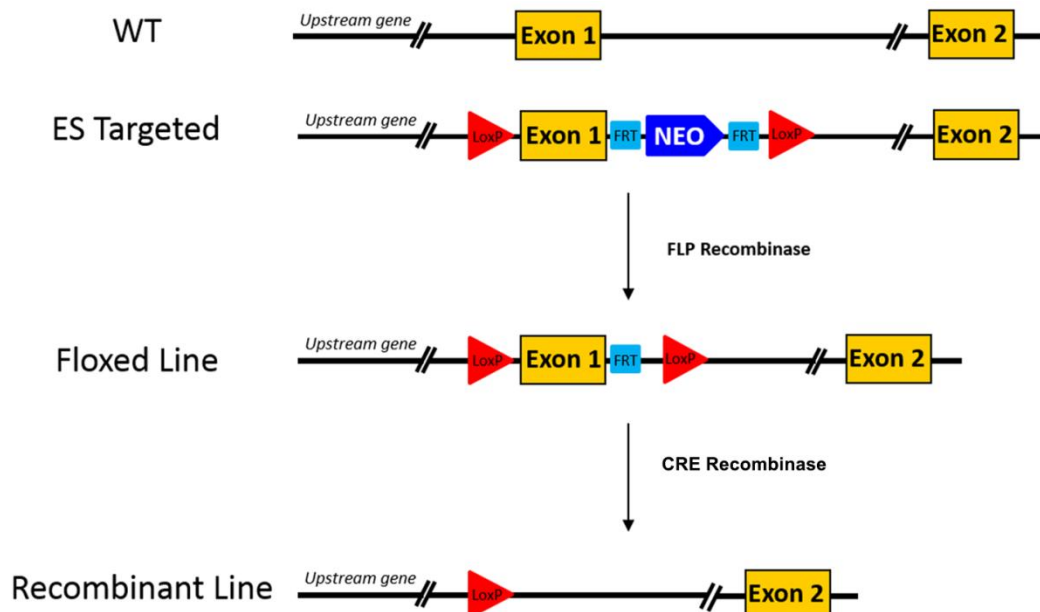 WT
Upstream gene
Exon 1
Exon 2
ES Targeted
Upstream gene
LoxP
Exon 1
FRT
NEO
FRT
LoxP
Exon 2
FLP Recombinase
Floxed Line
Upstream gene
LoxP
Exon 1
FRT
LoxP
Exon 2
CRE Recombinase
Recombinant Line
Upstream gene
LoxP
Exon 2